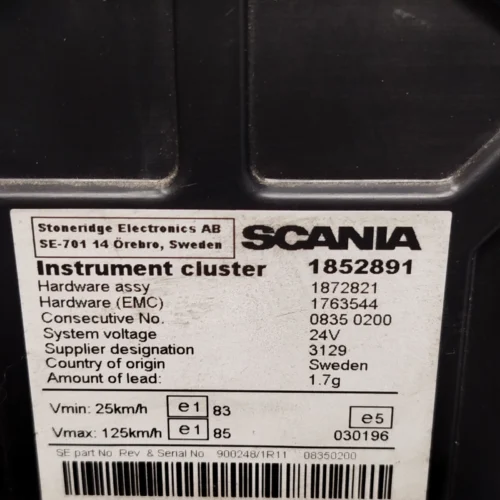 Stoneridge Electronics AB
SE-701 14 Örebro, Sweden
SCANIA
Instrument cluster 1852891
Hardware assy 1872821
Hardware (EMC) 1763544
Consecutive No. 0835 0200
System voltage 24V
Supplier designation 3129
Country of origin Sweden
Amount of lead: 1.7g
Vmin: 25km/h e1 83
e5
Vmax: 125km/h e1 85 030196
SE part No Rev & Serial No. 900248/1R11 08350200